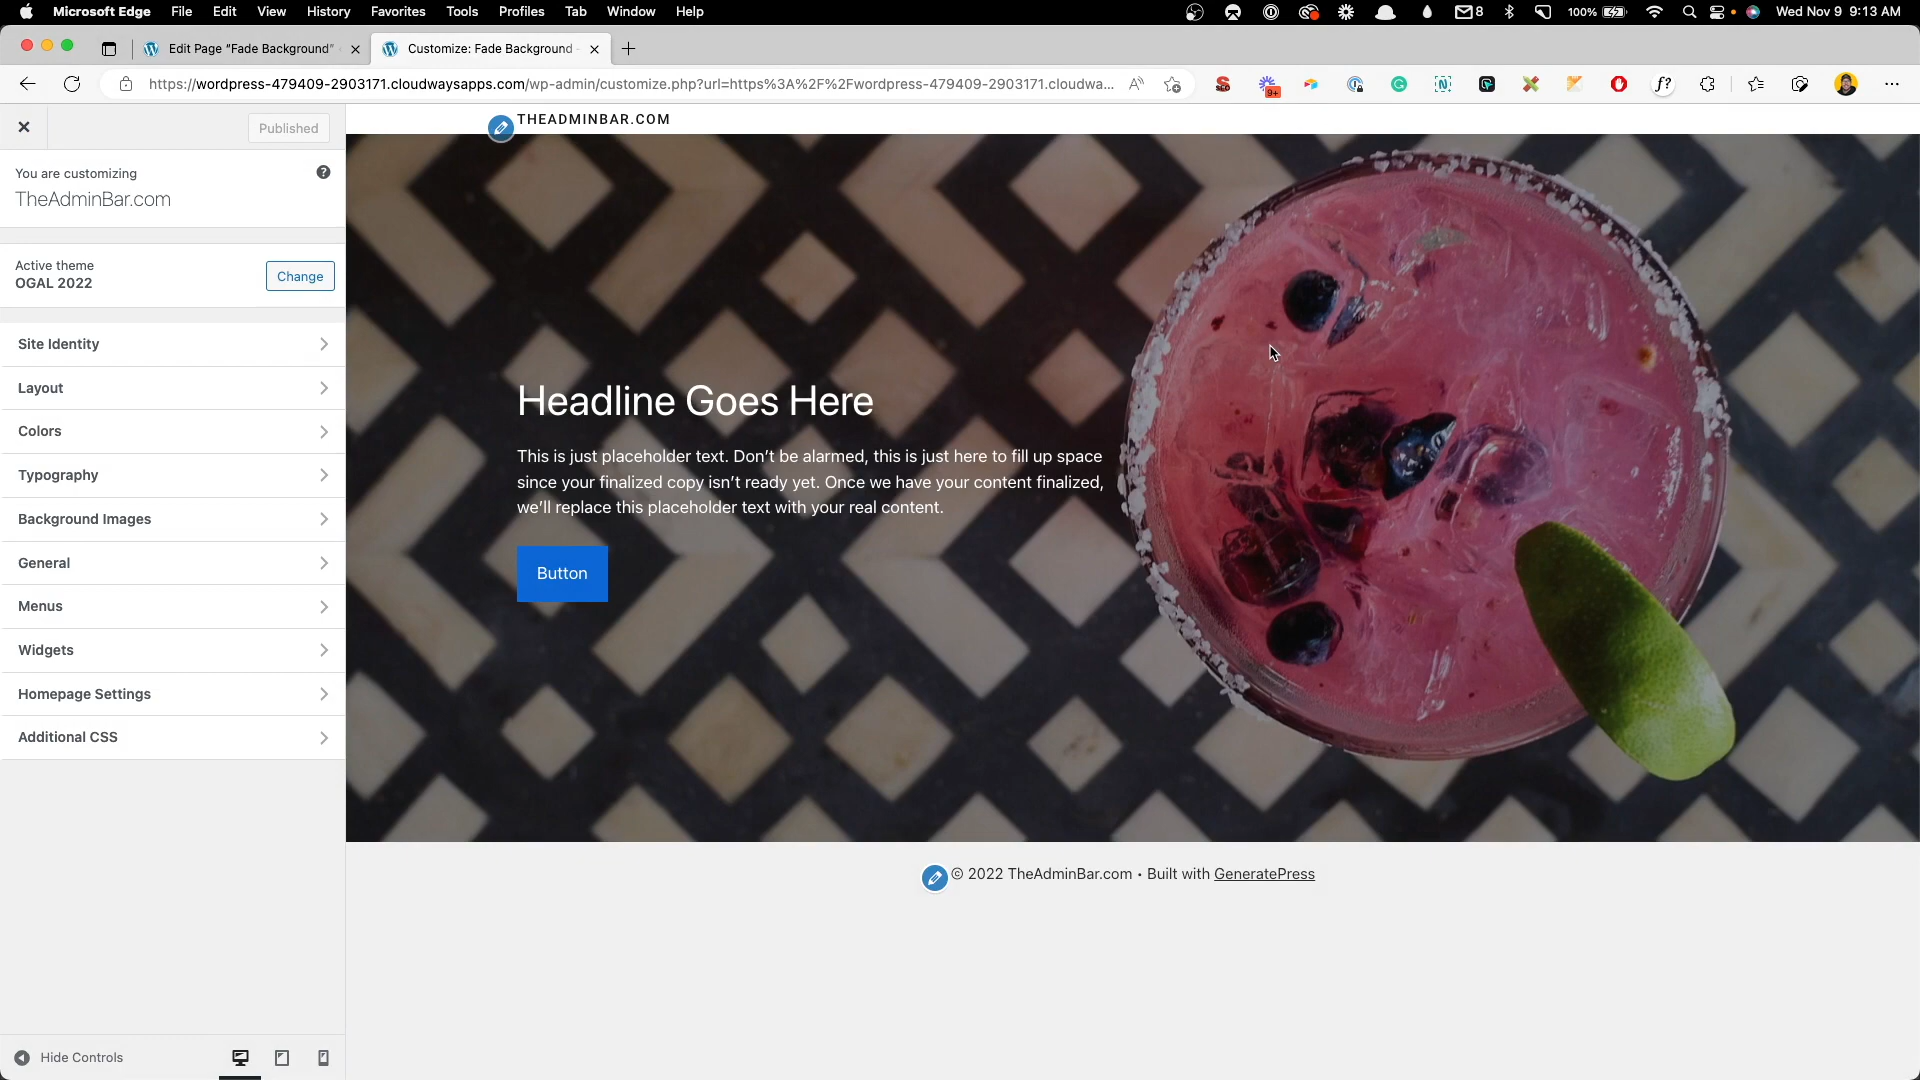 Microsoft Edge File Edit View History Favorites Tools Profiles Tab Window Help 8 100% Wed Nov 9 9:13 AM
Edit Page "Fade Background"
Customize: Fade Background -
https://wordpress-479409-2903171.cloudwaysapps.com/wp-admin/customize.php?url=https%3A%2F%2Fwordpress-479409-2903171.cloudwa...
9+
f?
Published
THEADMINBAR.COM
You are customizing
TheAdminBar.com
Active theme
OGAL 2022
Change
Site Identity
Layout
Colors
Typography
Background Images
General
Menus
Widgets
Homepage Settings
Additional CSS
Hide Controls
Headline Goes Here
This is just placeholder text. Don't be alarmed, this is just here to fill up space
since your finalized copy isn't ready yet. Once we have your content finalized,
we'll replace this placeholder text with your real content.
Button
© 2022 TheAdminBar.com • Built with GeneratePress